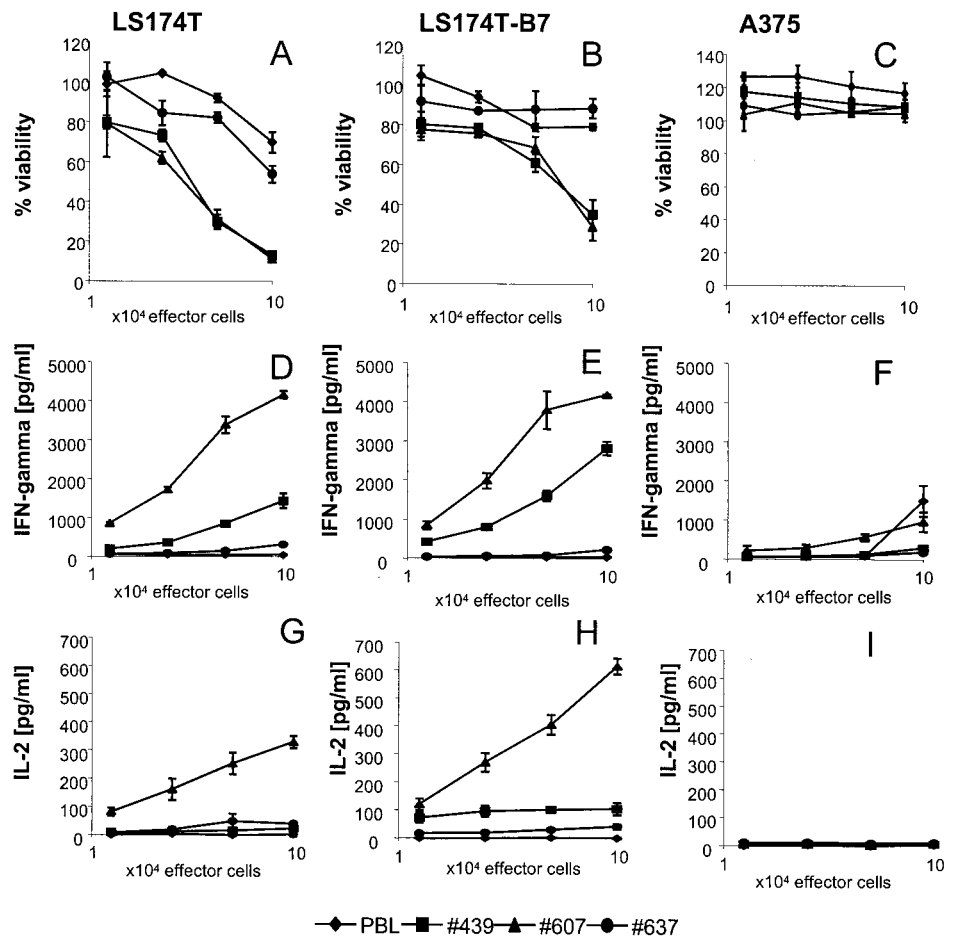 LS174T
LS174T-B7
A375
A
% viability
120
100
80
60
40
20
0
1
10
x10⁴ effector cells
B
% viability
120
100
80
60
40
20
0
1
10
x10⁴ effector cells
C
% viability
140
120
100
80
60
40
20
0
1
10
x10⁴ effector cells
D
IFN-gamma [pg/ml]
5000
4000
3000
2000
1000
0
1
10
x10⁴ effector cells
E
IFN-gamma [pg/ml]
5000
4000
3000
2000
1000
0
1
10
x10⁴ effector cells
F
IFN-gamma [pg/ml]
5000
4000
3000
2000
1000
0
1
10
x10⁴ effector cells
G
IL-2 [pg/ml]
700
600
500
400
300
200
100
0
1
10
x10⁴ effector cells
H
IL-2 [pg/ml]
700
600
500
400
300
200
100
0
1
10
x10⁴ effector cells
I
IL-2 [pg/ml]
700
600
500
400
300
200
100
0
1
10
x10⁴ effector cells
PBL #439 #607 #637